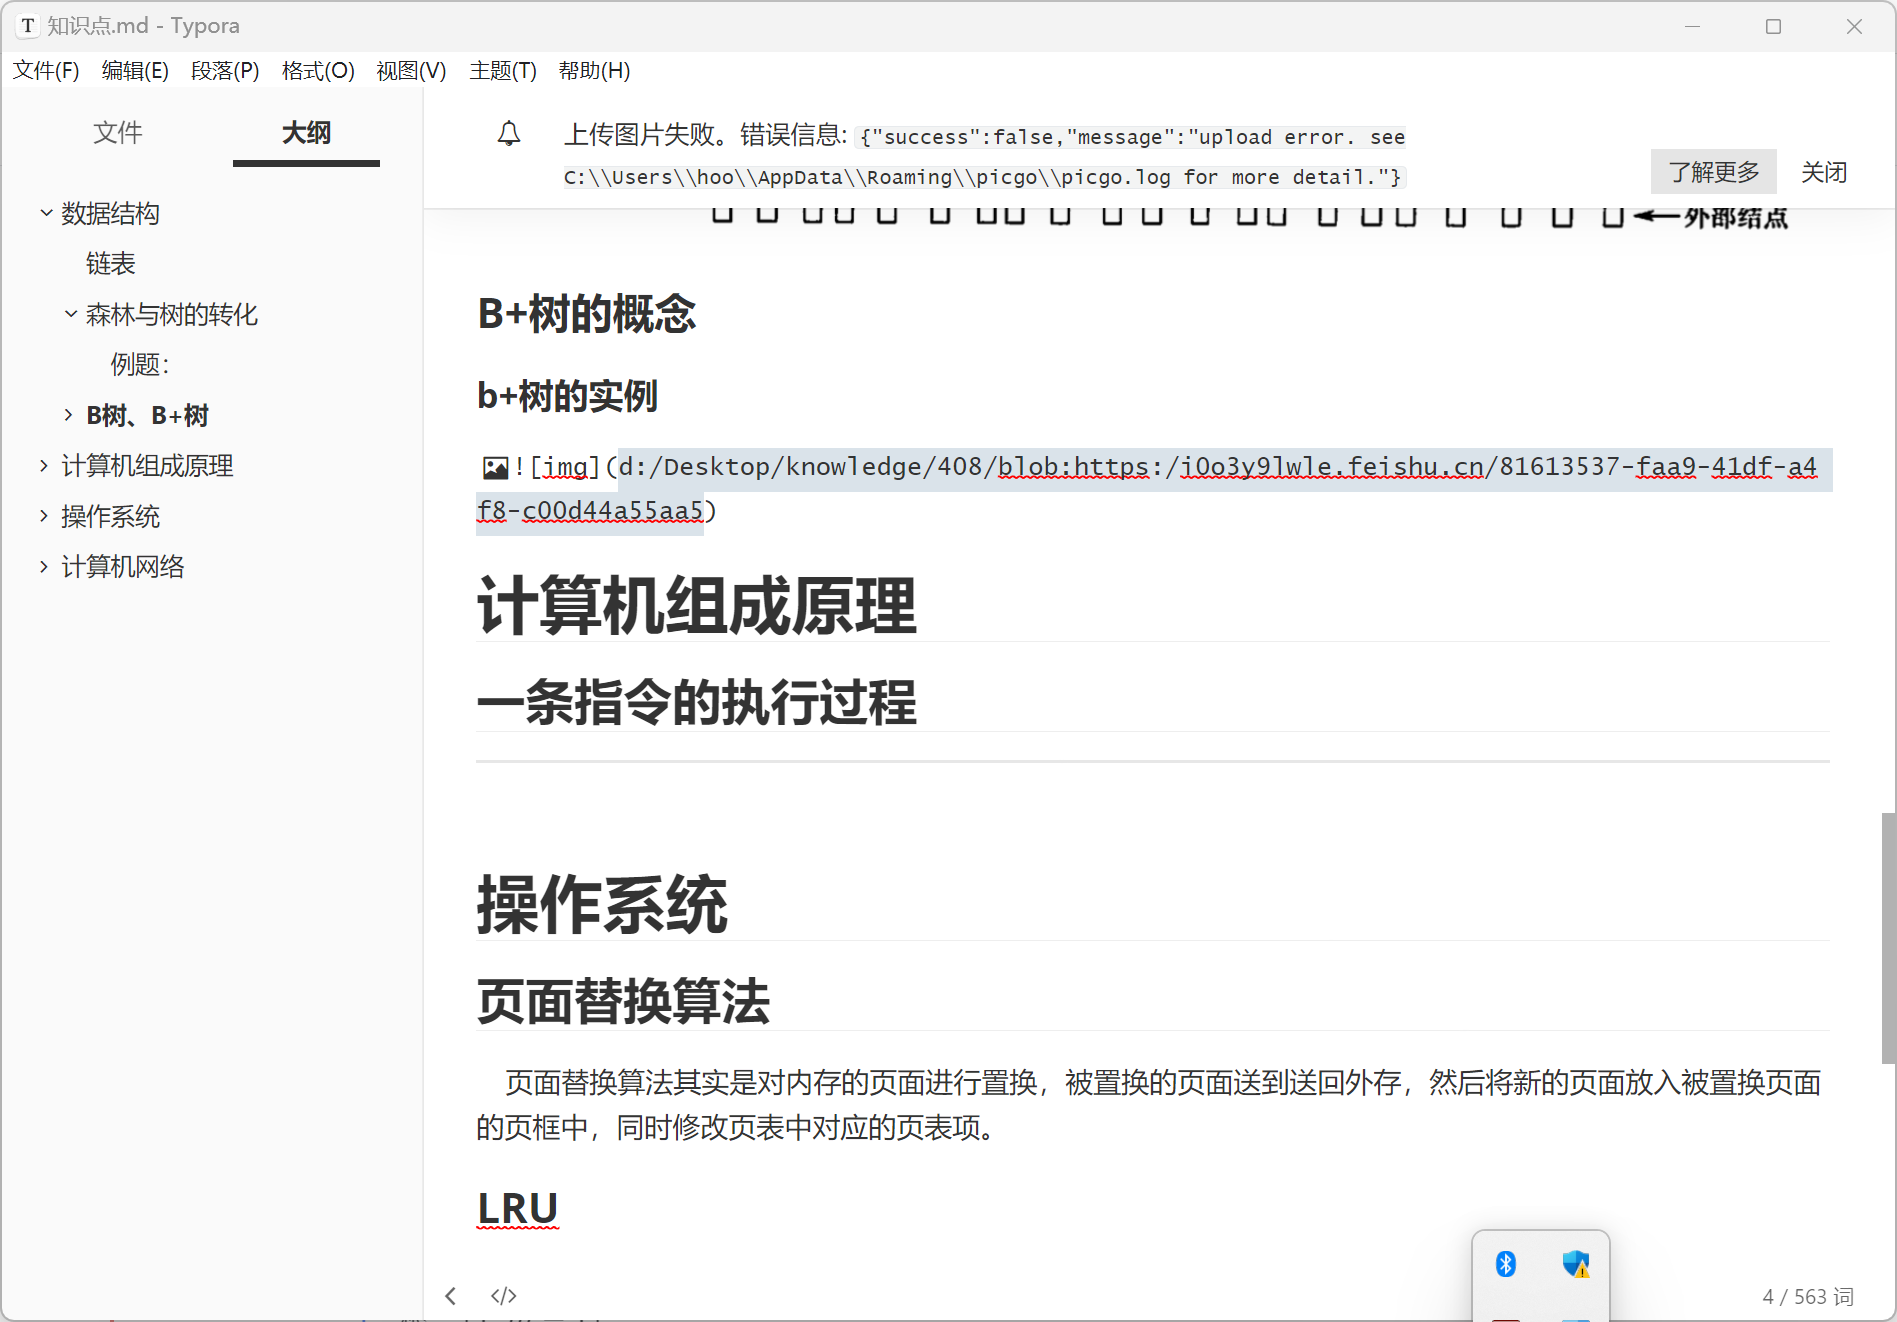 T 知识点.md - Typora
文件(F) 编辑(E) 段落(P) 格式(O) 视图(V) 主题(T) 帮助(H)
文件 大纲
数据结构
链表
森林与树的转化
例题：
B树、B+树
计算机组成原理
操作系统
计算机网络
上传图片失败。错误信息: {"success":false,"message":"upload error. see
C:\\Users\\hoo\\AppData\\Roaming\\picgo\\picgo.log for more detail."}
了解更多 关闭
外部结点
B+树的概念
b+树的实例
![img](d:/Desktop/knowledge/408/blob:https:/i0o3y9lwle.feishu.cn/81613537-faa9-41df-a4
f8-c00d44a55aa5)
计算机组成原理
一条指令的执行过程
操作系统
页面替换算法
页面替换算法其实是对内存的页面进行置换，被置换的页面送到送回外存，然后将新的页面放入被置换页面
的页框中，同时修改页表中对应的页表项。
LRU
</>
4 / 563 词